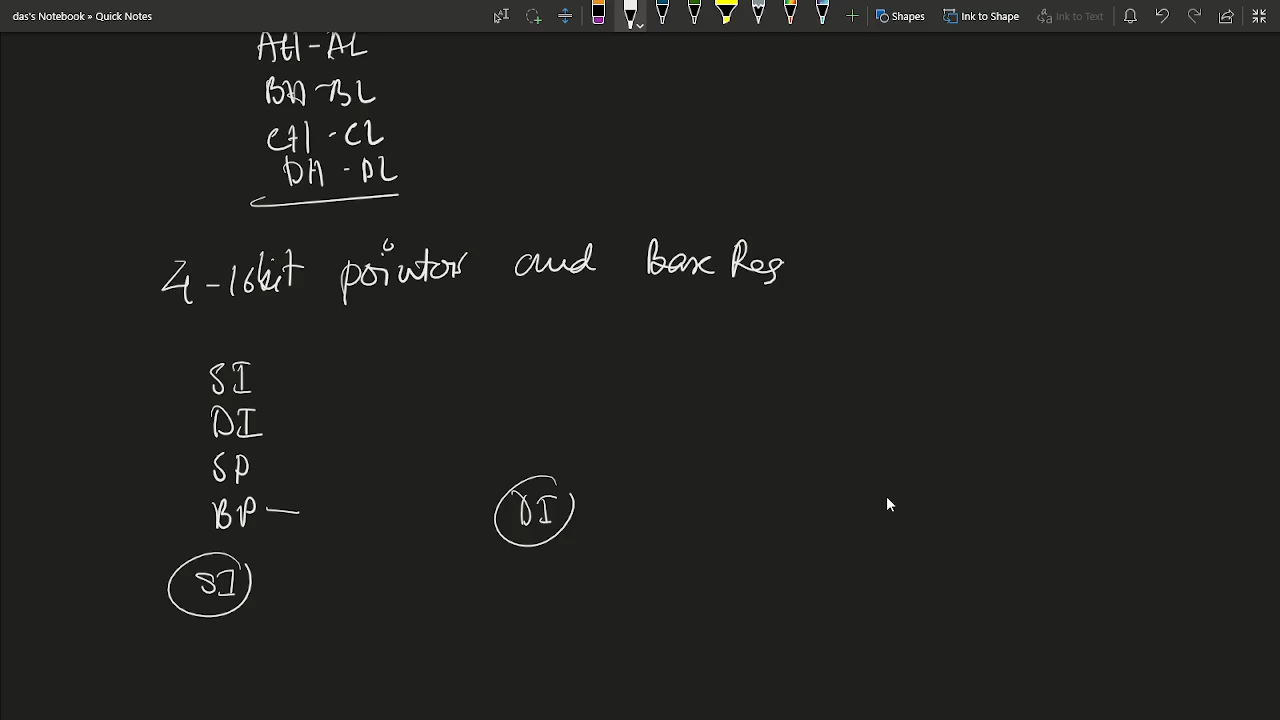 das's Notebook » Quick Notes
Shapes
Ink to Shape
Ink to Text
AH - AL
BH - BL
CH - CL
DH - DL
4 - 16bit pointor and Base Reg
SI
DI
SP
BP —
DI
SI